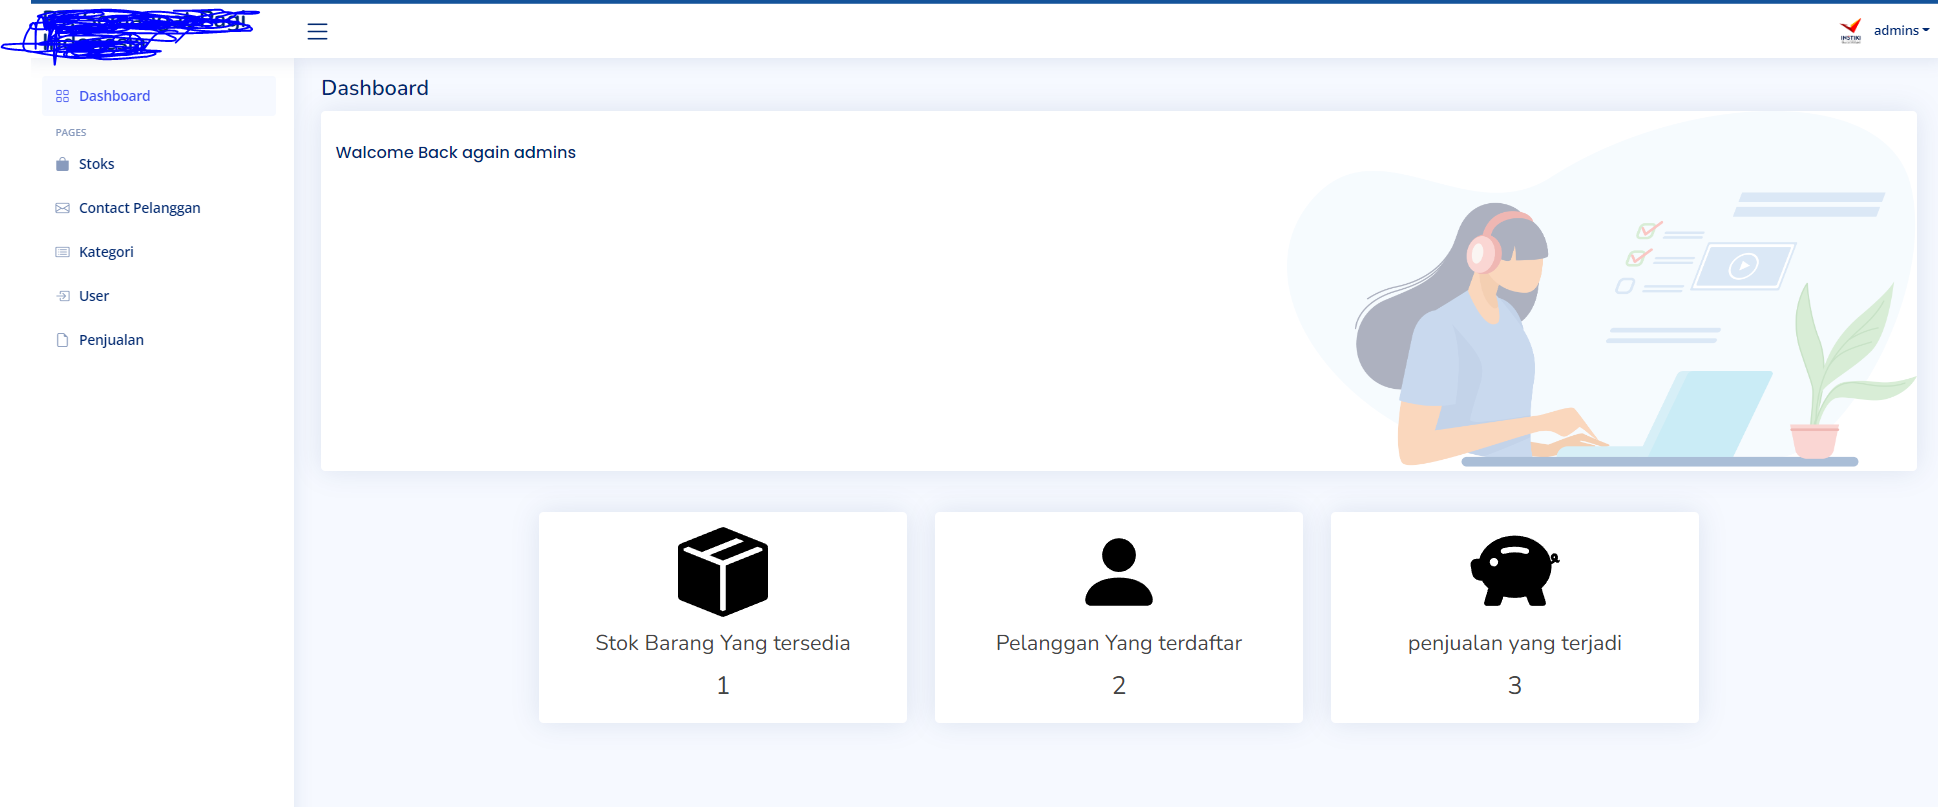 admins
Dashboard
PAGES
Stoks
Contact Pelanggan
Kategori
User
Penjualan
Dashboard
Walcome Back again admins
Stok Barang Yang tersedia
1
Pelanggan Yang terdaftar
2
penjualan yang terjadi
3